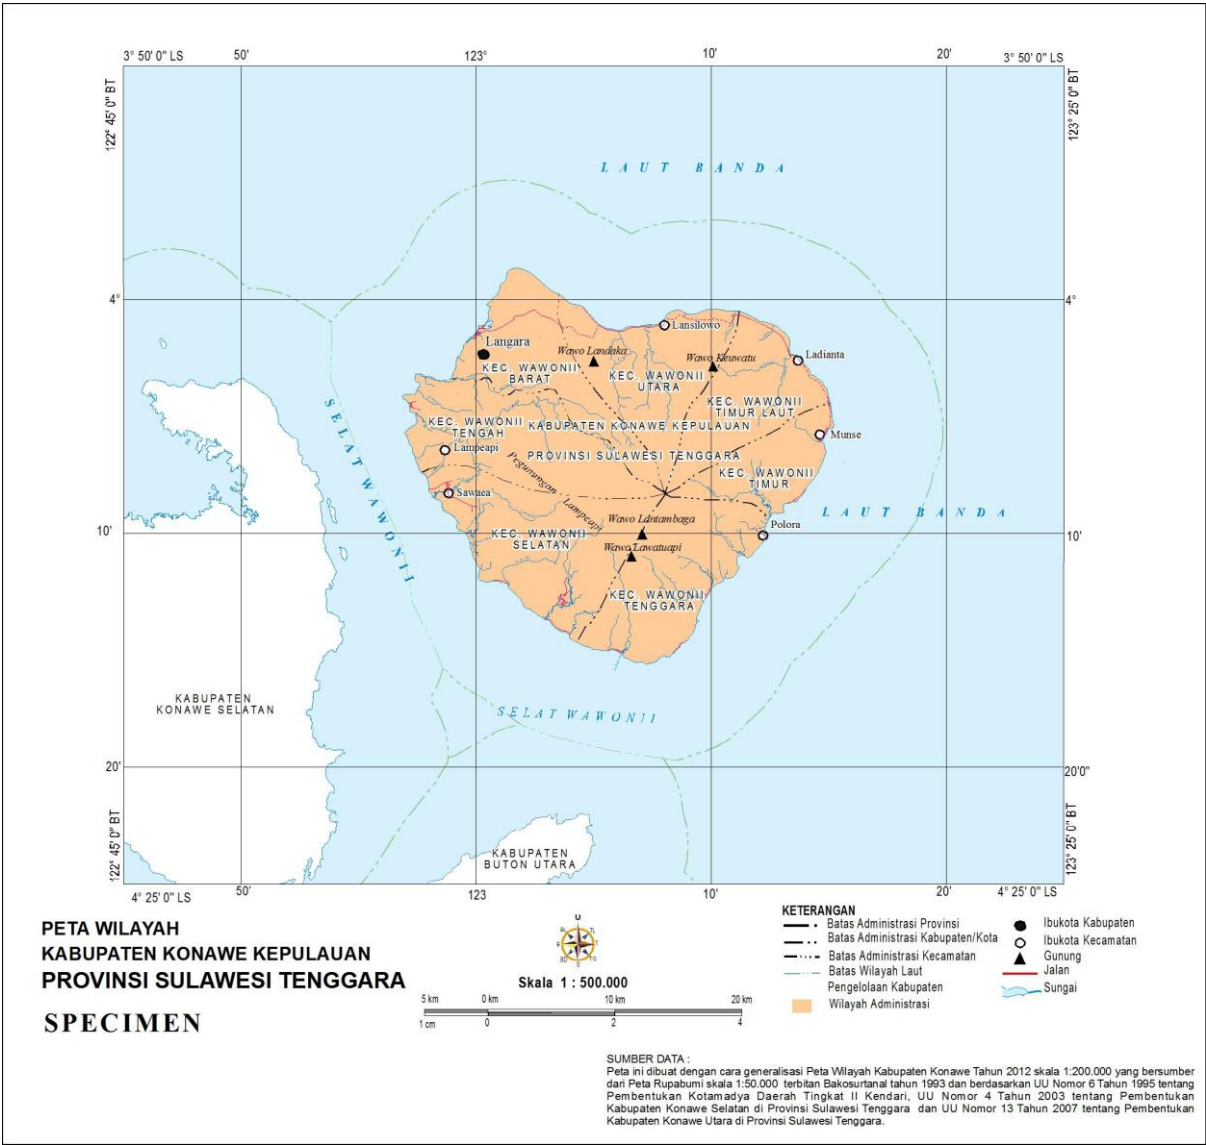 3° 50' 0" LS
50'
123°
10'
20'
3° 50' 0" LS
122° 45' 0" BT
123° 25' 0" BT
LAUT BANDA
4°
4°
Lansilowo
Langara
Wawo Landaka
Wawo Keuwatu
Ladianta
KEC. WAWONII
BARAT
KEC. WAWONII
UTARA
KEC. WAWONII
TIMUR LAUT
SELAT WAWONII
KEC. WAWONII
TENGAH
KABUPATEN KONAWE KEPULAUAN
Munse
Lampeapi
PROVINSI SULAWESI TENGGARA
Pegunungan Lampeapi
KEC. WAWONII
TIMUR
Sawaea
Wawo Lantambaga
LAUT BANDA
Polora
10'
10'
KEC. WAWONII
SELATAN
Wawo Lawatuapi
KEC. WAWONII
TENGGARA
KABUPATEN
KONAWE SELATAN
SELAT WAWONII
20'
20'0"
122° 45' 0" BT
123° 25' 0" BT
KABUPATEN
BUTON UTARA
4° 25' 0" LS
50'
123
10'
20'
4° 25' 0" LS
PETA WILAYAH
KABUPATEN KONAWE KEPULAUAN
PROVINSI SULAWESI TENGGARA
SPECIMEN
U
TL
T
TG
S
BD
B
BL
Skala 1 : 500.000
5 km 0 km 10 km 20 km
1 cm 0 2 4
KETERANGAN
Batas Administrasi Provinsi
Batas Administrasi Kabupaten/Kota
Batas Administrasi Kecamatan
Batas Wilayah Laut
Pengelolaan Kabupaten
Wilayah Administrasi
Ibukota Kabupaten
Ibukota Kecamatan
Gunung
Jalan
Sungai
SUMBER DATA :
Peta ini dibuat dengan cara generalisasi Peta Wilayah Kabupaten Konawe Tahun 2012 skala 1:200.000 yang bersumber
dari Peta Rupabumi skala 1:50.000 terbitan Bakosurtanal tahun 1993 dan berdasarkan UU Nomor 6 Tahun 1995 tentang
Pembentukan Kotamadya Daerah Tingkat II Kendari, UU Nomor 4 Tahun 2003 tentang Pembentukan
Kabupaten Konawe Selatan di Provinsi Sulawesi Tenggara dan UU Nomor 13 Tahun 2007 tentang Pembentukan
Kabupaten Konawe Utara di Provinsi Sulawesi Tenggara.